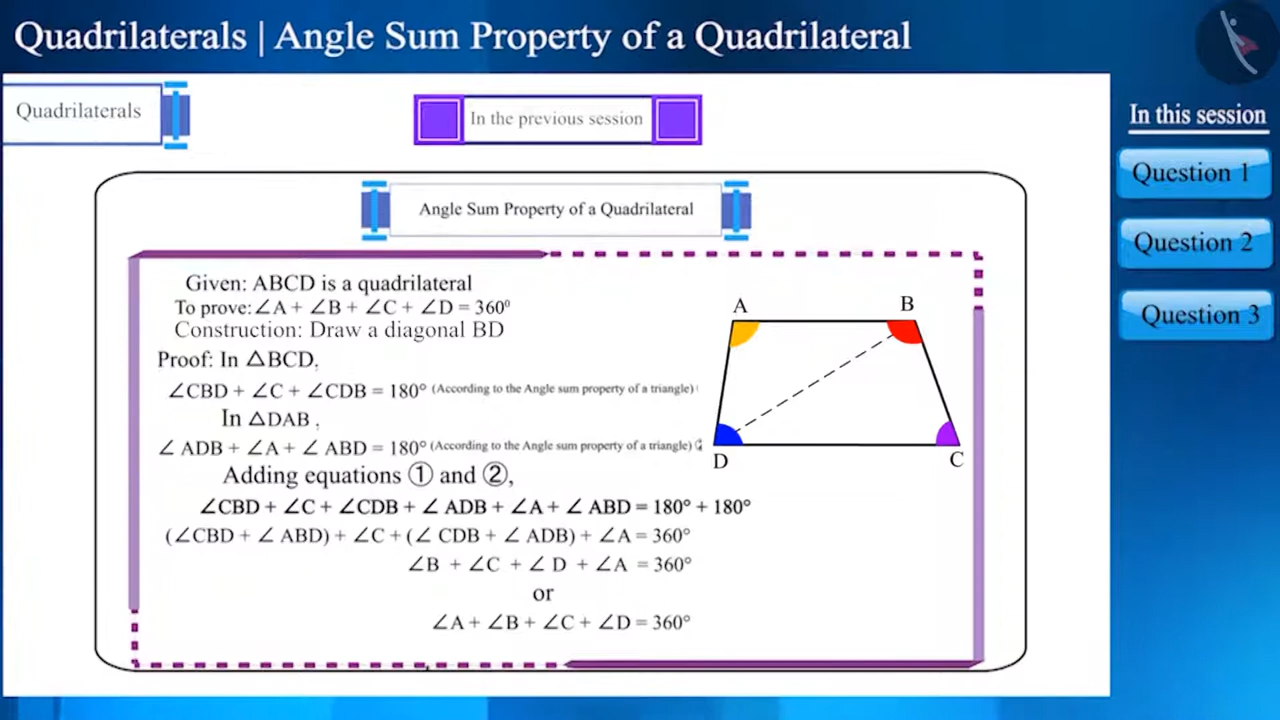 Quadrilaterals | Angle Sum Property of a Quadrilateral
Quadrilaterals
In the previous session
In this session
Question 1
Question 2
Question 3
Angle Sum Property of a Quadrilateral
Given: ABCD is a quadrilateral
To prove: ∠A + ∠B + ∠C + ∠D = 360⁰
Construction: Draw a diagonal BD
Proof: In △BCD,
∠CBD + ∠C + ∠CDB = 180° (According to the Angle sum property of a triangle)
In △DAB ,
∠ ADB + ∠A + ∠ ABD = 180° (According to the Angle sum property of a triangle)
Adding equations ① and ②,
∠CBD + ∠C + ∠CDB + ∠ ADB + ∠A + ∠ ABD = 180° + 180°
(∠CBD + ∠ ABD) + ∠C + (∠ CDB + ∠ ADB) + ∠A = 360°
∠B + ∠C + ∠ D + ∠A = 360°
or
∠A + ∠B + ∠C + ∠D = 360°
A
B
D
C